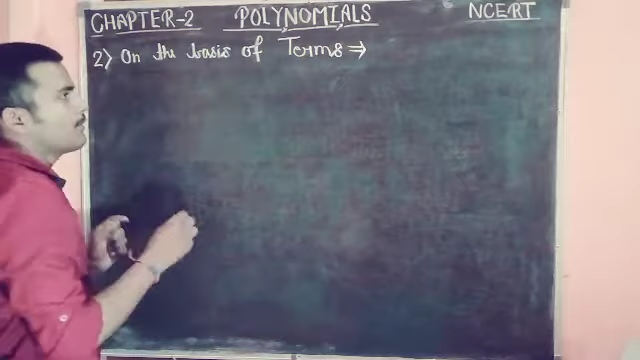 CHAPTER-2 POLYNOMIALS NCERT
2) On the basis of Terms ⇒